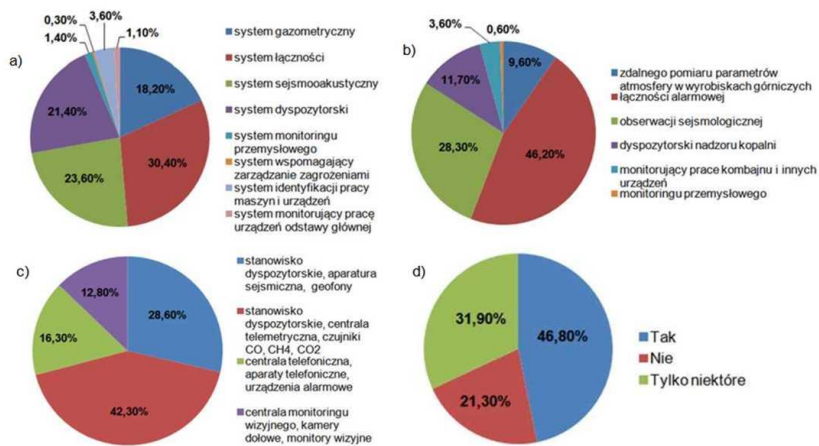 a)
0,30%
3,60%
1,40%
1,10%
18,20%
21,40%
30,40%
23,60%
system gazometryczny
system łączności
system sejsmooakustyczny
system dyspozytorski
system monitoringu
przemysłowego
system wspomagający
zarządzanie zagrożeniami
system identyfikacji pracy
maszyn i urządzeń
system monitorujący pracę
urządzeń odstawy głównej
b)
3,60%
0,60%
9,60%
11,70%
46,20%
28,30%
zdalnego pomiaru parametrów
atmosfery w wyrobiskach górniczych
łączności alarmowej
obserwacji sejsmologicznej
dyspozytorski nadzoru kopalni
monitorujący prace kombajnu i innych
urządzeń
monitoringu przemysłowego
c)
12,80%
28,60%
16,30%
42,30%
stanowisko
dyspozytorskie, aparatura
sejsmiczna, geofony
stanowisko
dyspozytorskie, centrala
telemetryczna, czujniki
CO, CH4, CO2
centrala telefoniczna,
aparaty telefoniczne,
urządzenia alarmowe
centrala monitoringu
wizyjnego, kamery
dołowe, monitory wizyjne
d)
31,90%
46,80%
21,30%
Tak
Nie
Tylko niektóre